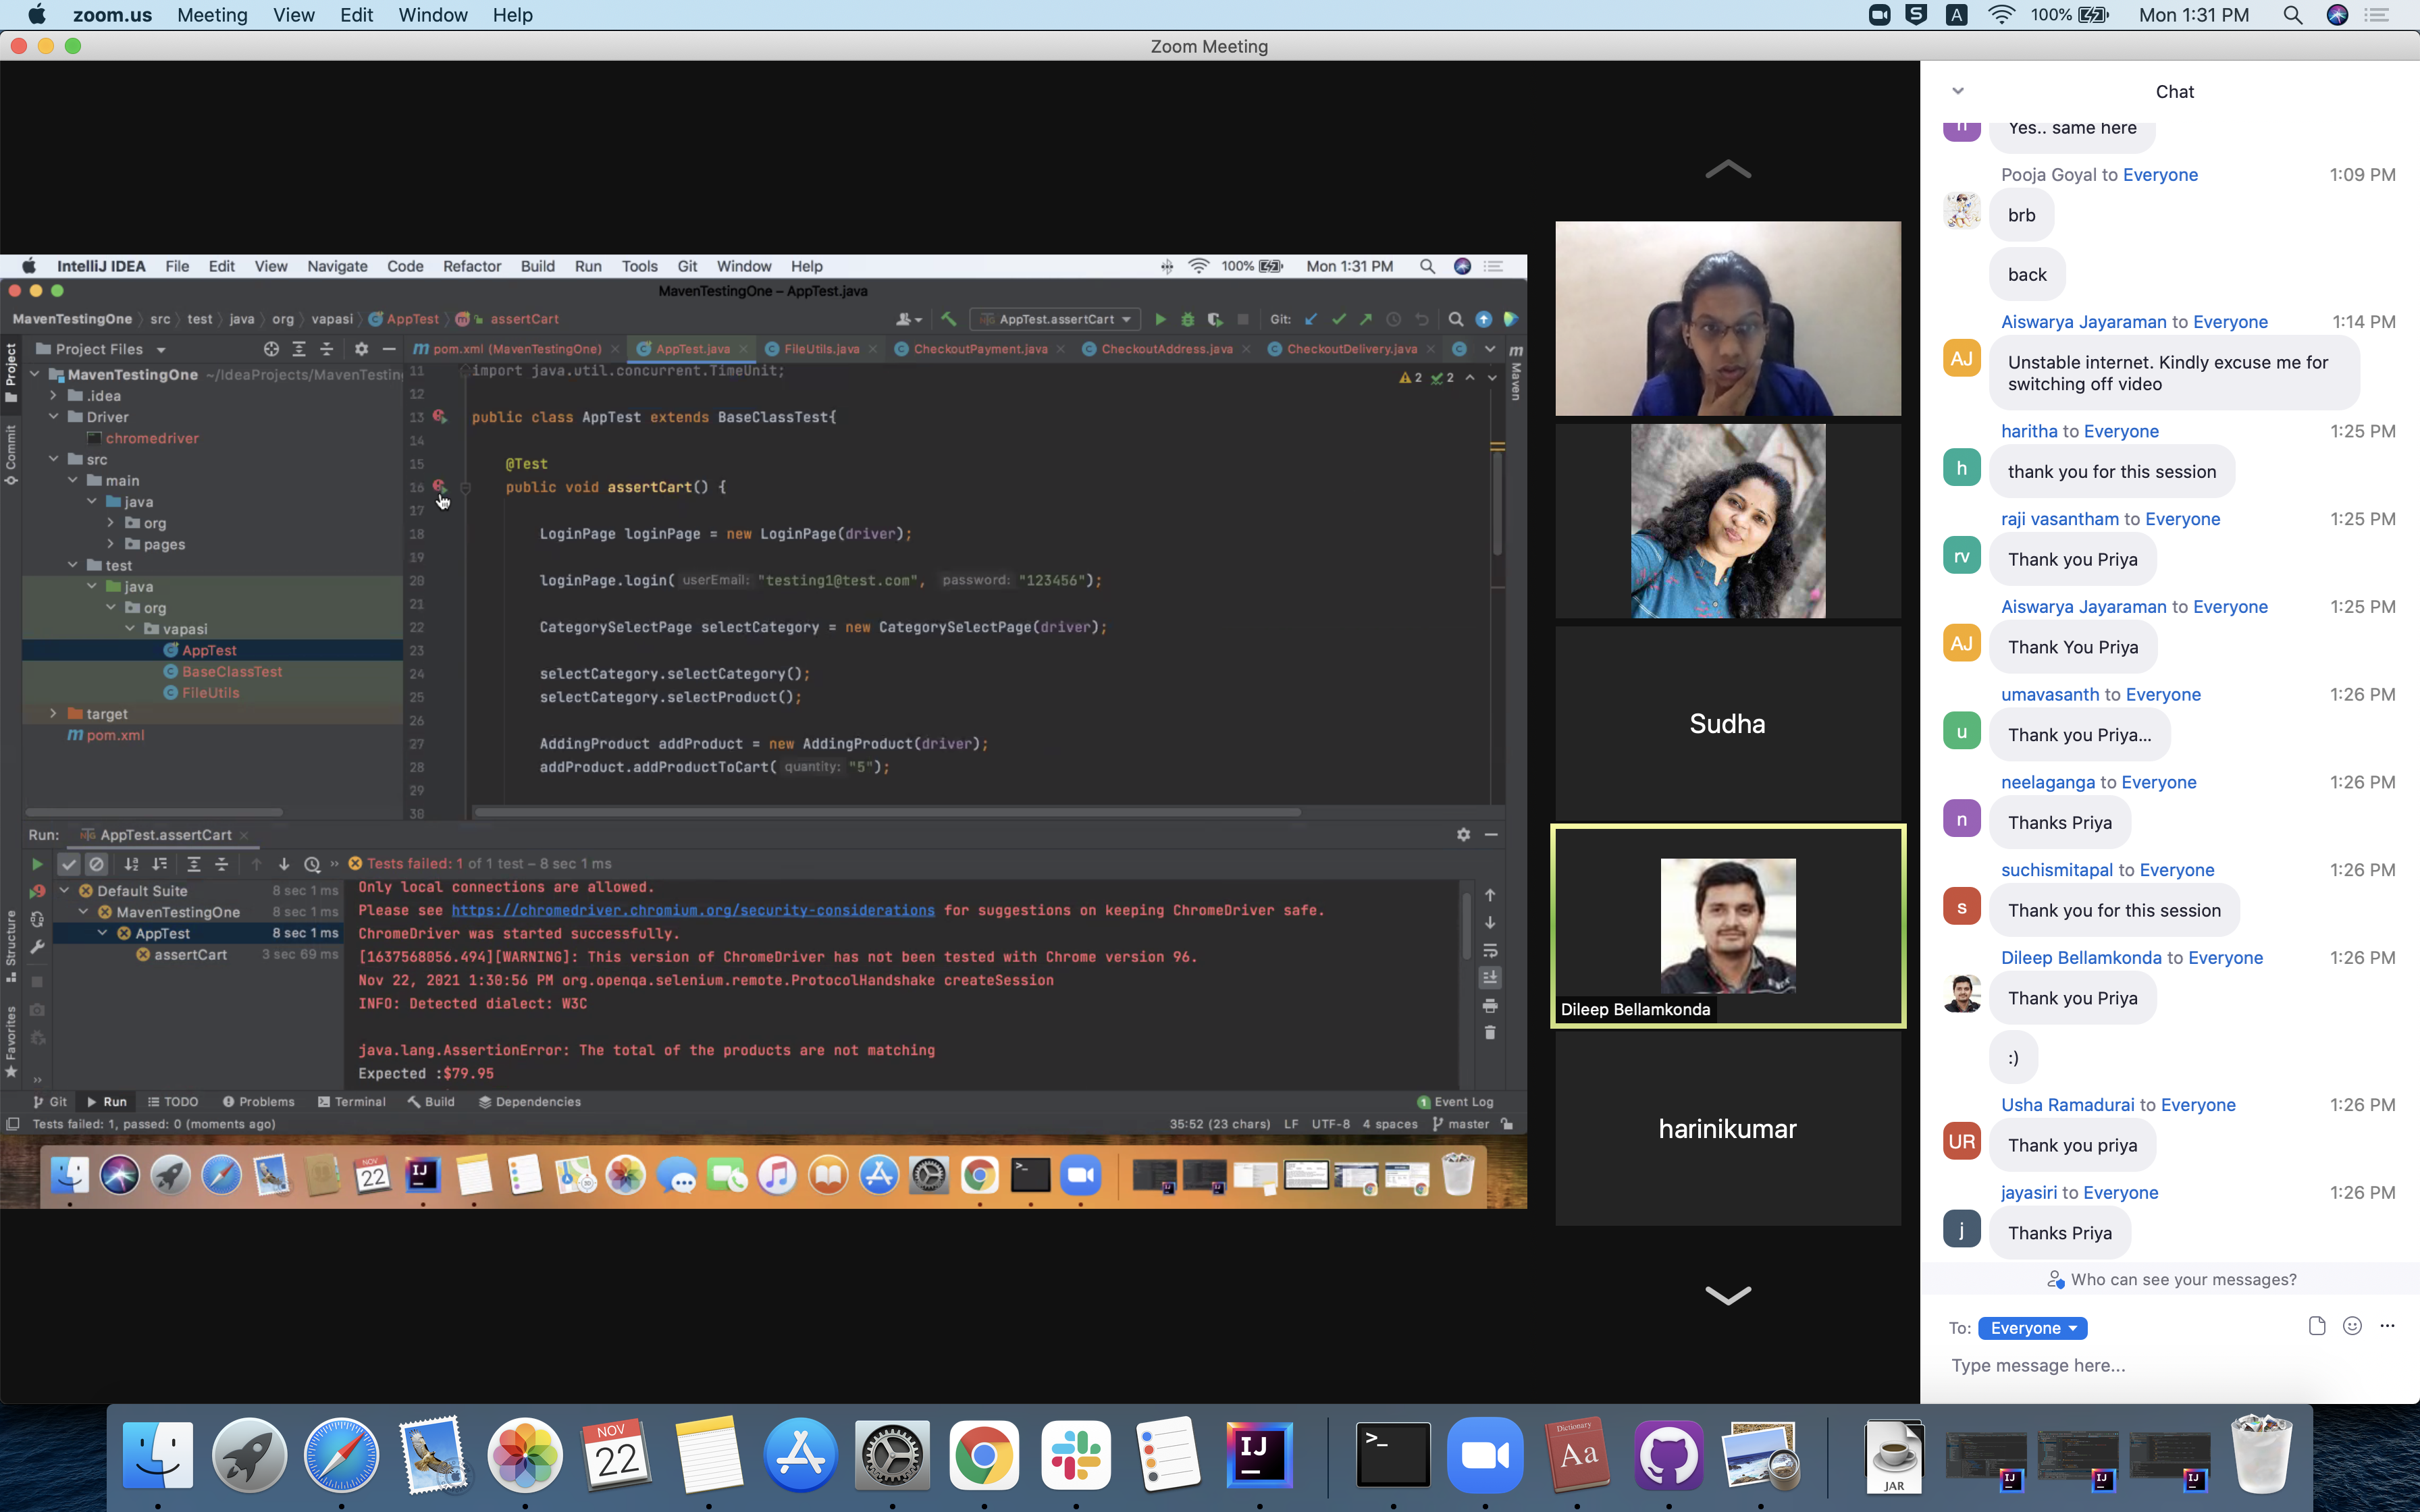 zoom.us Meeting View Edit Window Help
100% Mon 1:31 PM
Zoom Meeting
IntelliJ IDEA File Edit View Navigate Code Refactor Build Run Tools Git Window Help
100% Mon 1:31 PM
MavenTestingOne – AppTest.java
MavenTestingOne src test java org vapasi AppTest assertCart
AppTest.assertCart Git:
Project
Commit
Structure
Favorites
Maven
Project Files
MavenTestingOne ~/IdeaProjects/MavenTestin
.idea
Driver
chromedriver
src
main
java
org
pages
test
java
org
vapasi
AppTest
BaseClassTest
FileUtils
target
pom.xml
pom.xml (MavenTestingOne) AppTest.java FileUtils.java CheckoutPayment.java CheckoutAddress.java CheckoutDelivery.java
2 2
11 import java.util.concurrent.TimeUnit;
12
13 public class AppTest extends BaseClassTest{
14
15 @Test
16 public void assertCart() {
17
18 LoginPage loginPage = new LoginPage(driver);
19
20 loginPage.login( userEmail: "testing1@test.com", password: "123456");
21
22 CategorySelectPage selectCategory = new CategorySelectPage(driver);
23
24 selectCategory.selectCategory();
25 selectCategory.selectProduct();
26
27 AddingProduct addProduct = new AddingProduct(driver);
28 addProduct.addProductToCart( quantity: "5");
29
30
Run: AppTest.assertCart
Tests failed: 1 of 1 test – 8 sec 1 ms
Default Suite 8 sec 1 ms
MavenTestingOne 8 sec 1 ms
AppTest 8 sec 1 ms
assertCart 3 sec 69 ms
Only local connections are allowed.
Please see https://chromedriver.chromium.org/security-considerations for suggestions on keeping ChromeDriver safe.
ChromeDriver was started successfully.
[1637568056.494][WARNING]: This version of ChromeDriver has not been tested with Chrome version 96.
Nov 22, 2021 1:30:56 PM org.openqa.selenium.remote.ProtocolHandshake createSession
INFO: Detected dialect: W3C
java.lang.AssertionError: The total of the products are not matching
Expected :$79.95
Git Run TODO Problems Terminal Build Dependencies
1 Event Log
Tests failed: 1, passed: 0 (moments ago)
35:52 (23 chars) LF UTF-8 4 spaces master
NOV
22
IJ
Sudha
Dileep Bellamkonda
harinikumar
Chat
Yes.. same here
Pooja Goyal to Everyone 1:09 PM
brb
back
Aiswarya Jayaraman to Everyone 1:14 PM
AJ
Unstable internet. Kindly excuse me for
switching off video
haritha to Everyone 1:25 PM
h
thank you for this session
raji vasantham to Everyone 1:25 PM
rv
Thank you Priya
Aiswarya Jayaraman to Everyone 1:25 PM
AJ
Thank You Priya
umavasanth to Everyone 1:26 PM
u
Thank you Priya...
neelaganga to Everyone 1:26 PM
n
Thanks Priya
suchismitapal to Everyone 1:26 PM
s
Thank you for this session
Dileep Bellamkonda to Everyone 1:26 PM
Thank you Priya
:)
Usha Ramadurai to Everyone 1:26 PM
UR
Thank you priya
jayasiri to Everyone 1:26 PM
j
Thanks Priya
Who can see your messages?
To: Everyone
Type message here...
NOV
22
IJ
>_
Dictionary
Aa
JAR
IJ
IJ
IJ